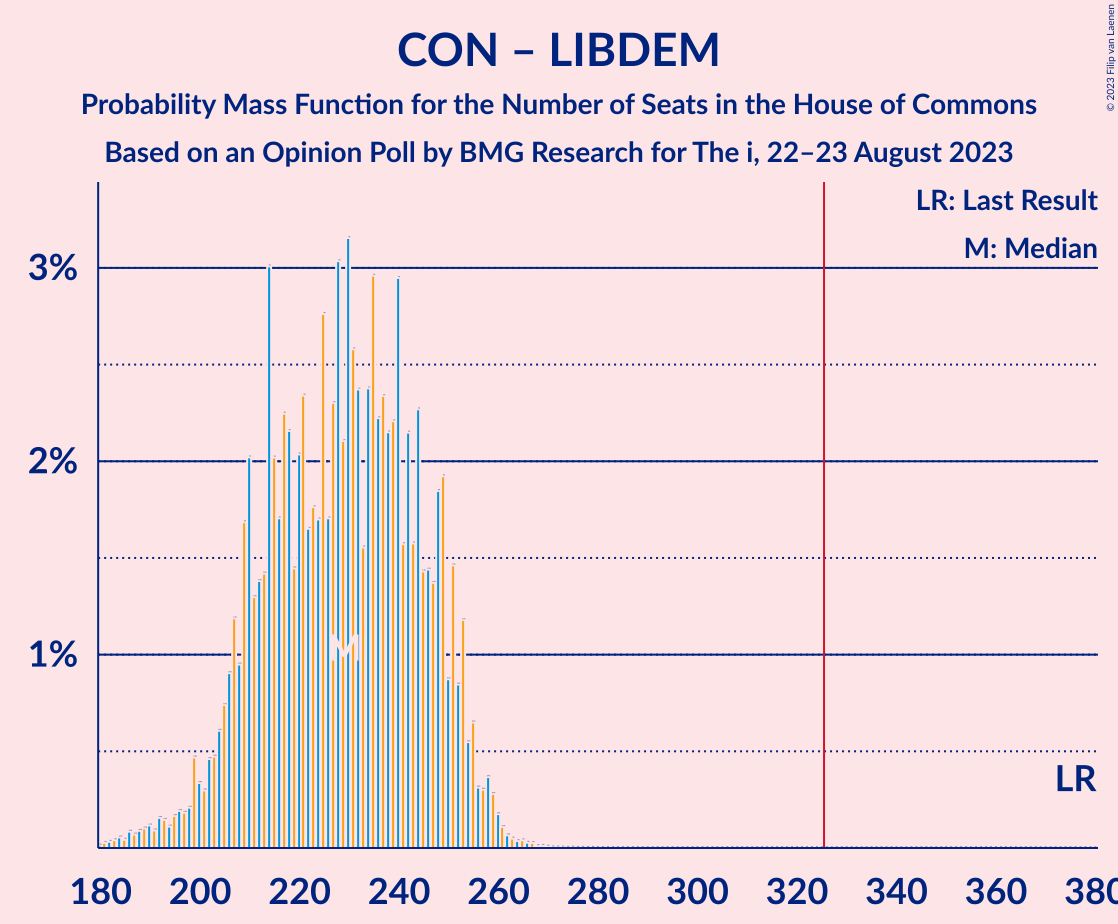 CON – LIBDEM
Probability Mass Function for the Number of Seats in the House of Commons
Based on an Opinion Poll by BMG Research for The i, 22–23 August 2023
© 2023 Filip van Laenen
LR: Last Result
M: Median
3%
2%
1%
M
LR
180 200 220 240 260 280 300 320 340 360 380